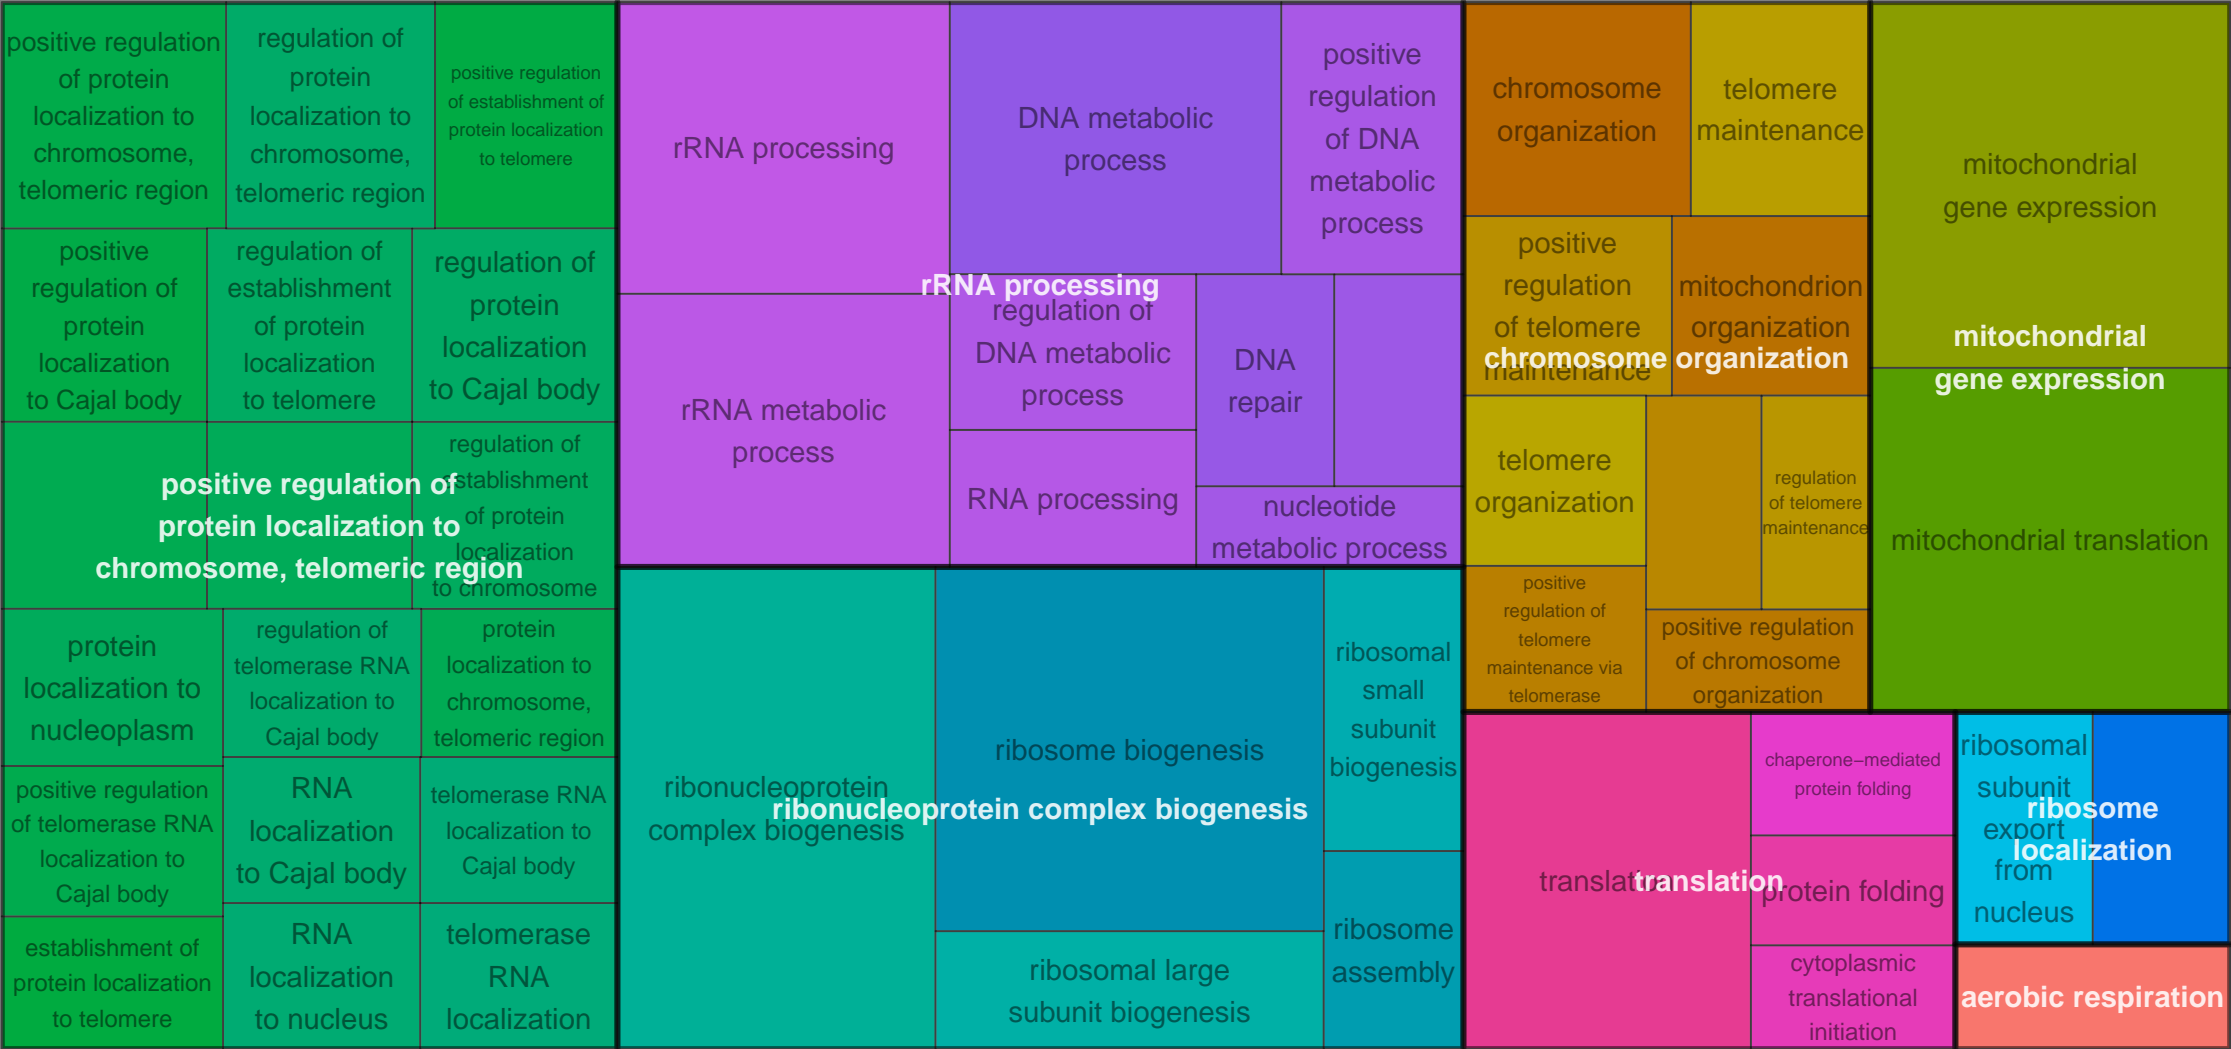 positive regulation
of protein
localization to
chromosome,
telomeric region
regulation of
protein
localization to
chromosome,
telomeric region
positive regulation
of establishment of
protein localization
to telomere
positive
regulation of
protein
localization
to Cajal body
regulation of
establishment
of protein
localization
to telomere
regulation of
protein
localization
to Cajal body
regulation of
establishment
of protein
localization
to chromosome
positive regulation of
protein localization to
chromosome, telomeric region
protein
localization to
nucleoplasm
regulation of
telomerase RNA
localization to
Cajal body
protein
localization to
chromosome,
telomeric region
positive regulation
of telomerase RNA
localization to
Cajal body
RNA
localization
to Cajal body
telomerase RNA
localization to
Cajal body
establishment of
protein localization
to telomere
RNA
localization
to nucleus
telomerase
RNA
localization
rRNA processing
DNA metabolic
process
positive
regulation
of DNA
metabolic
process
rRNA processing
rRNA metabolic
process
regulation of
DNA metabolic
process
DNA
repair
RNA processing
nucleotide
metabolic process
ribonucleoprotein
complex biogenesis
ribosome biogenesis
ribonucleoprotein complex biogenesis
ribosomal
small
subunit
biogenesis
ribosomal large
subunit biogenesis
ribosome
assembly
chromosome
organization
telomere
maintenance
positive
regulation
of telomere
maintenance
mitochondrion
organization
chromosome organization
telomere
organization
regulation
of telomere
maintenance
positive
regulation of
telomere
maintenance via
telomerase
positive regulation
of chromosome
organization
mitochondrial
gene expression
mitochondrial
gene expression
mitochondrial translation
translation
translation
chaperone−mediated
protein folding
protein folding
cytoplasmic
translational
initiation
ribosomal
subunit
export
from
nucleus
ribosome
localization
aerobic respiration